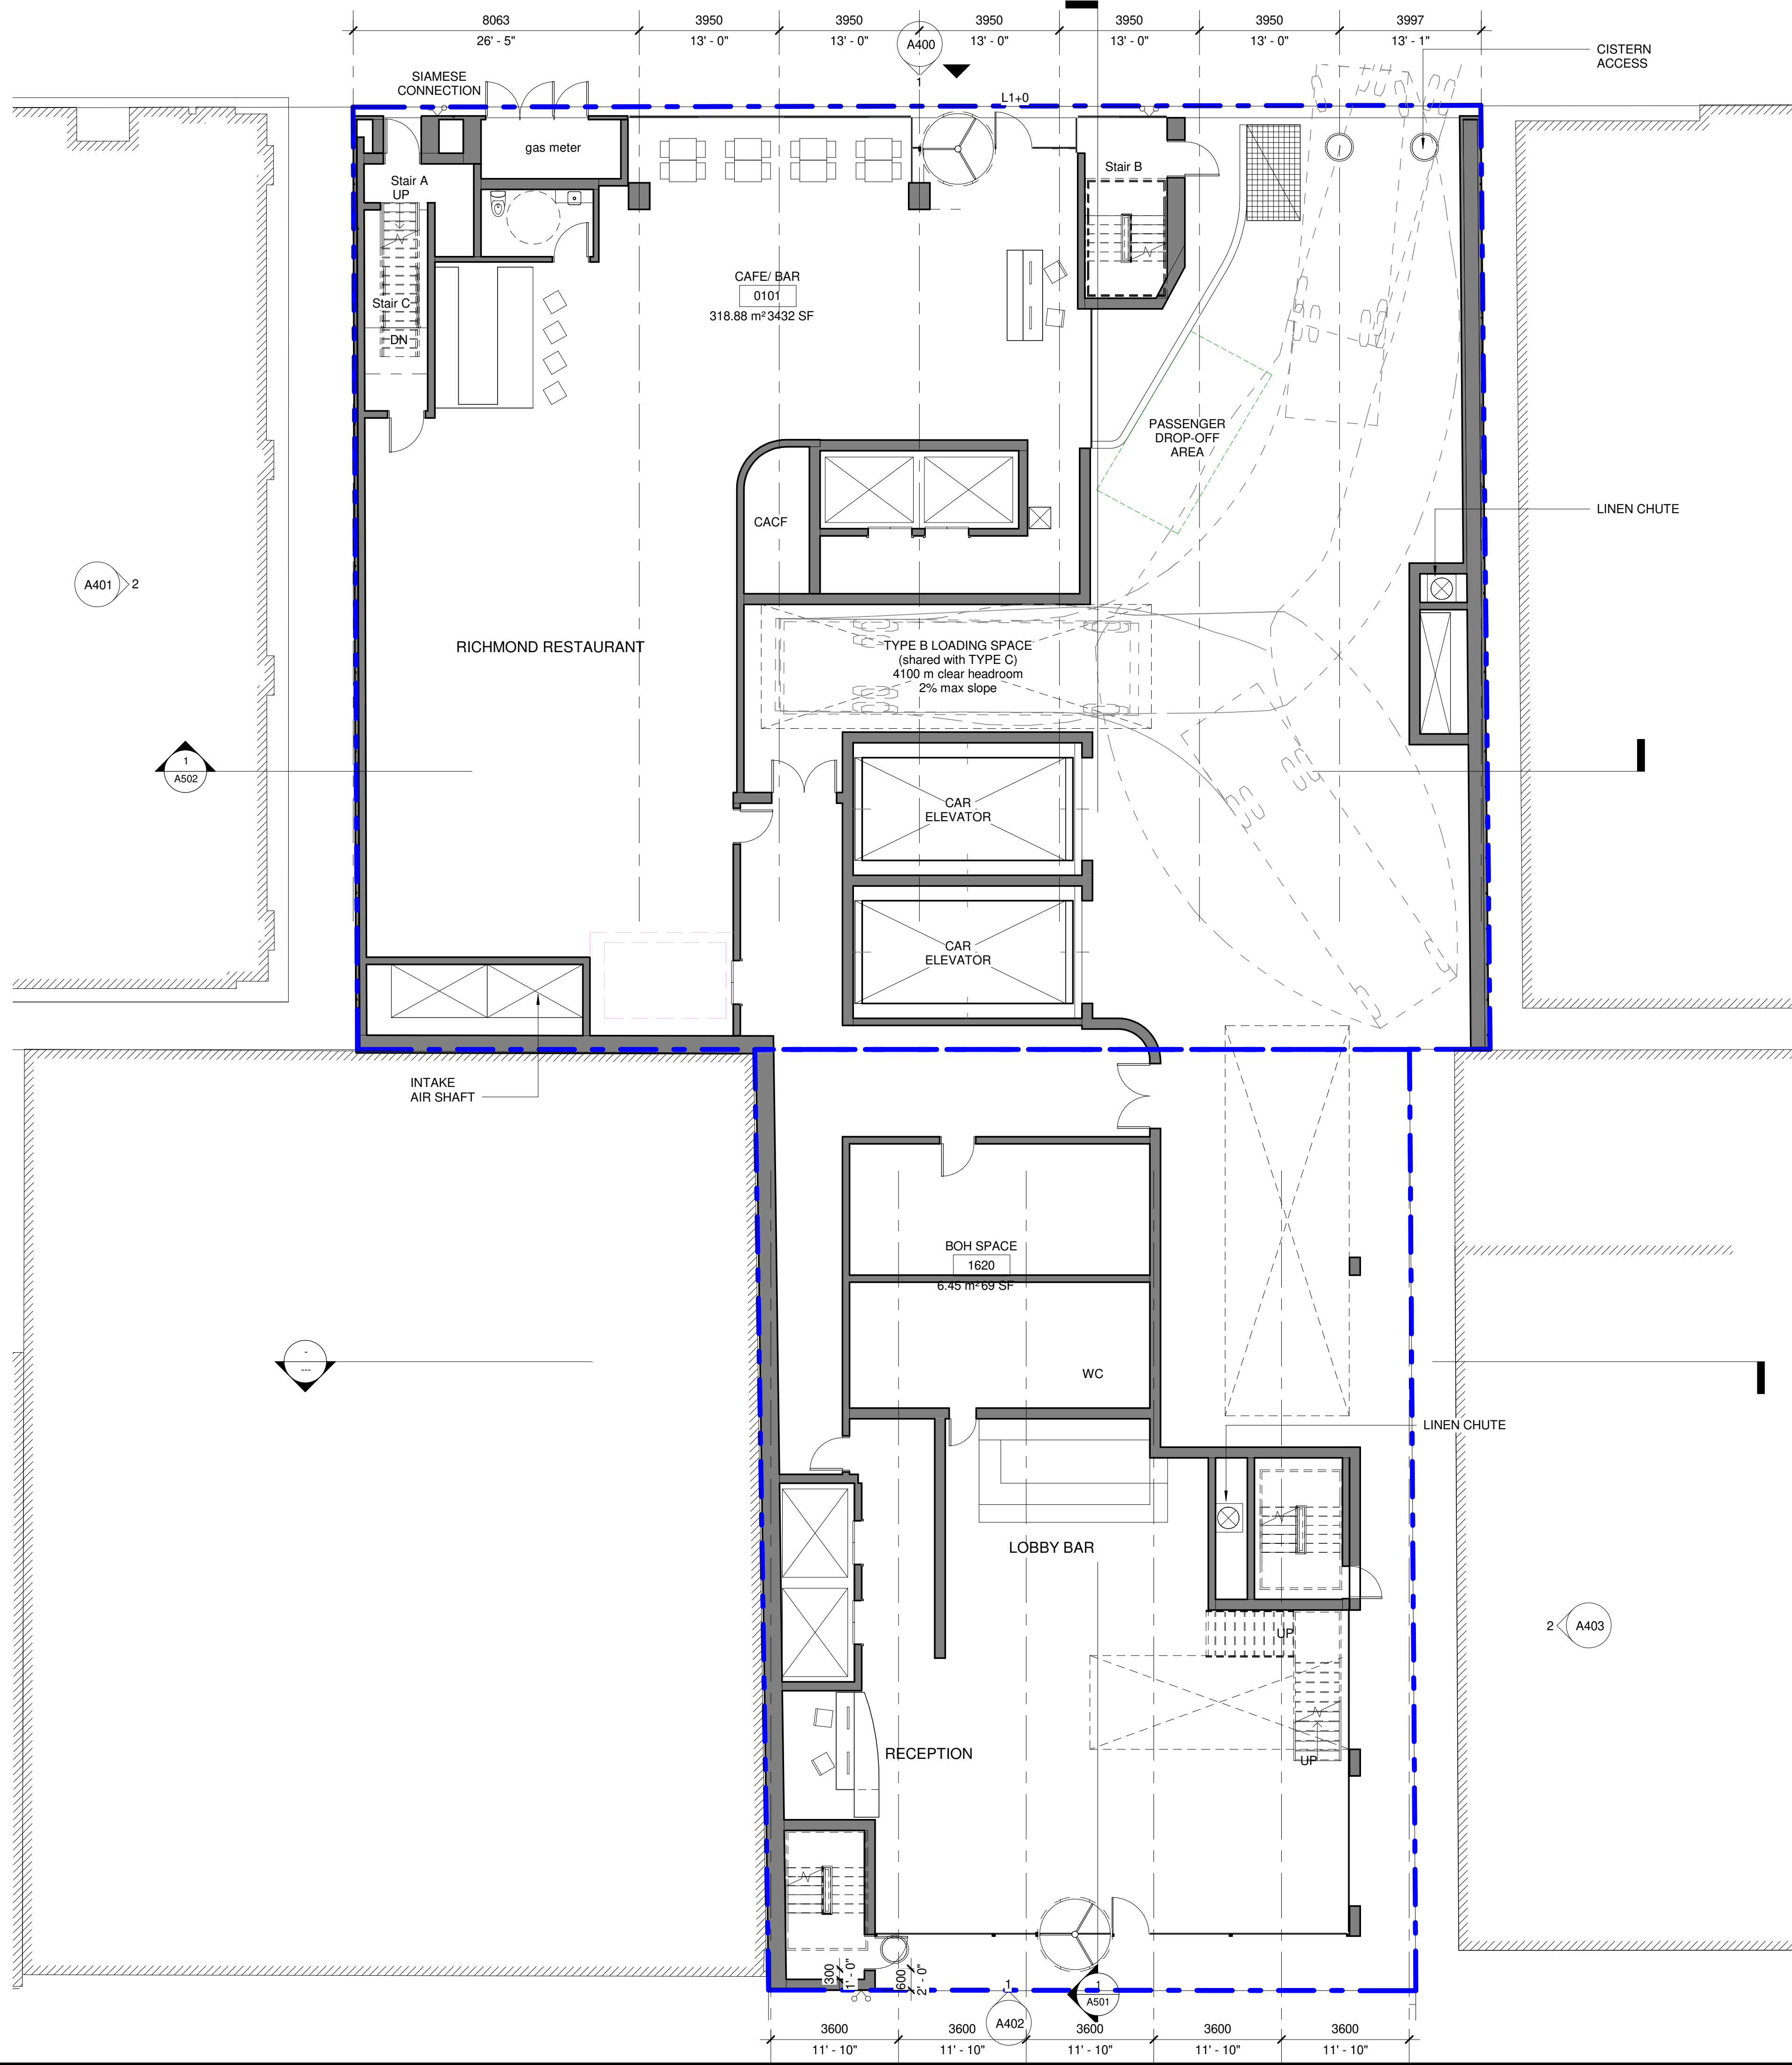 8063 3950 3950 3950 3950 3950 3997
26' - 5" 13' - 0" 13' - 0" 13' - 0" 13' - 0" 13' - 0" 13' - 1"
A400
1
CISTERN
ACCESS
SIAMESE
CONNECTION
L1+0
gas meter
Stair A
UP
Stair B
Stair C
DN
CAFE/ BAR
0101
318.88 m² 3432 SF
PASSENGER
DROP-OFF
AREA
CACF
LINEN CHUTE
A401 2
RICHMOND RESTAURANT
TYPE B LOADING SPACE
(shared with TYPE C)
4100 m clear headroom
2% max slope
1
A502
CAR
ELEVATOR
CAR
ELEVATOR
INTAKE
AIR SHAFT
BOH SPACE
1620
6.45 m² 69 SF
-
---
WC
LINEN CHUTE
LOBBY BAR
UP
2 A403
RECEPTION
UP
300
1' - 0"
600
2' - 0"
1
A402
1
A501
3600 3600 3600 3600 3600
11' - 10" 11' - 10" 11' - 10" 11' - 10" 11' - 10"